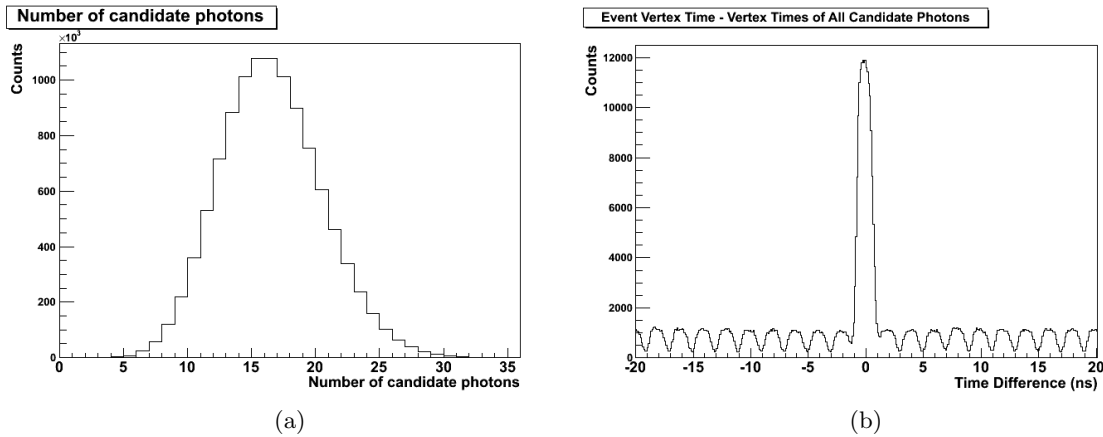 Number of candidate photons
×10³
Counts
1000
800
600
400
200
0
0 5 10 15 20 25 30 35
Number of candidate photons
(a)
Event Vertex Time - Vertex Times of All Candidate Photons
Counts
12000
10000
8000
6000
4000
2000
0
-20 -15 -10 -5 0 5 10 15 20
Time Difference (ns)
(b)